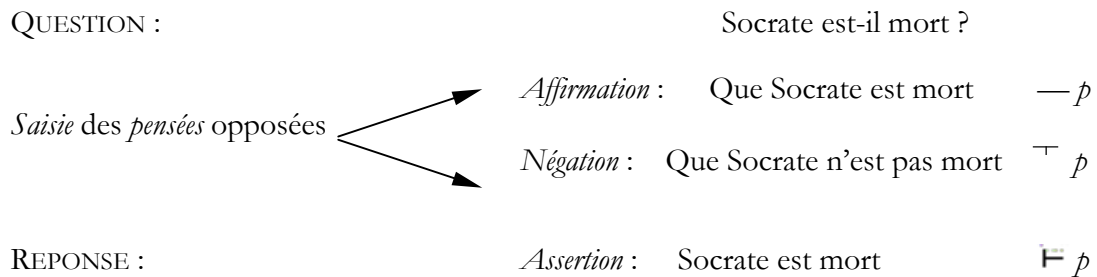 QUESTION : Socrate est-il mort ?
Affirmation : Que Socrate est mort — p
Saisie des pensées opposées
Négation : Que Socrate n’est pas mort ┬ p
REPONSE : Assertion : Socrate est mort ⊢ p